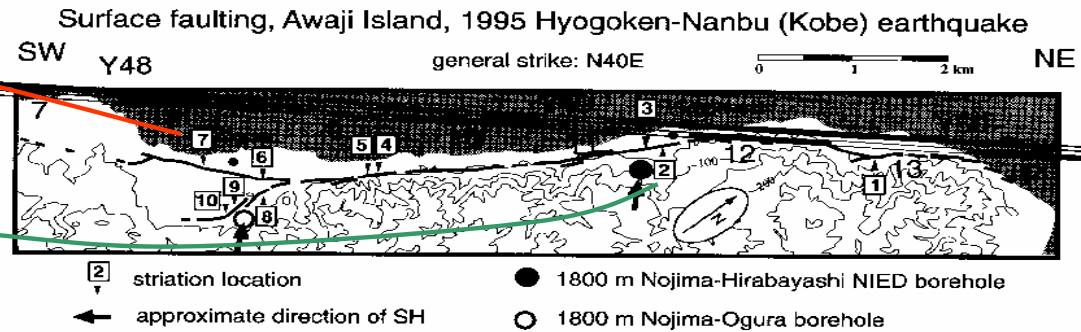 Surface faulting, Awaji Island, 1995 Hyogoken-Nanbu (Kobe) earthquake
SW Y48 general strike: N40E 0 1 2 km NE
7
3
7 6 5 4 12
2 -100 13
9 1
10 8 N 200
2 striation location
1800 m Nojima-Hirabayashi NIED borehole
approximate direction of SH
1800 m Nojima-Ogura borehole